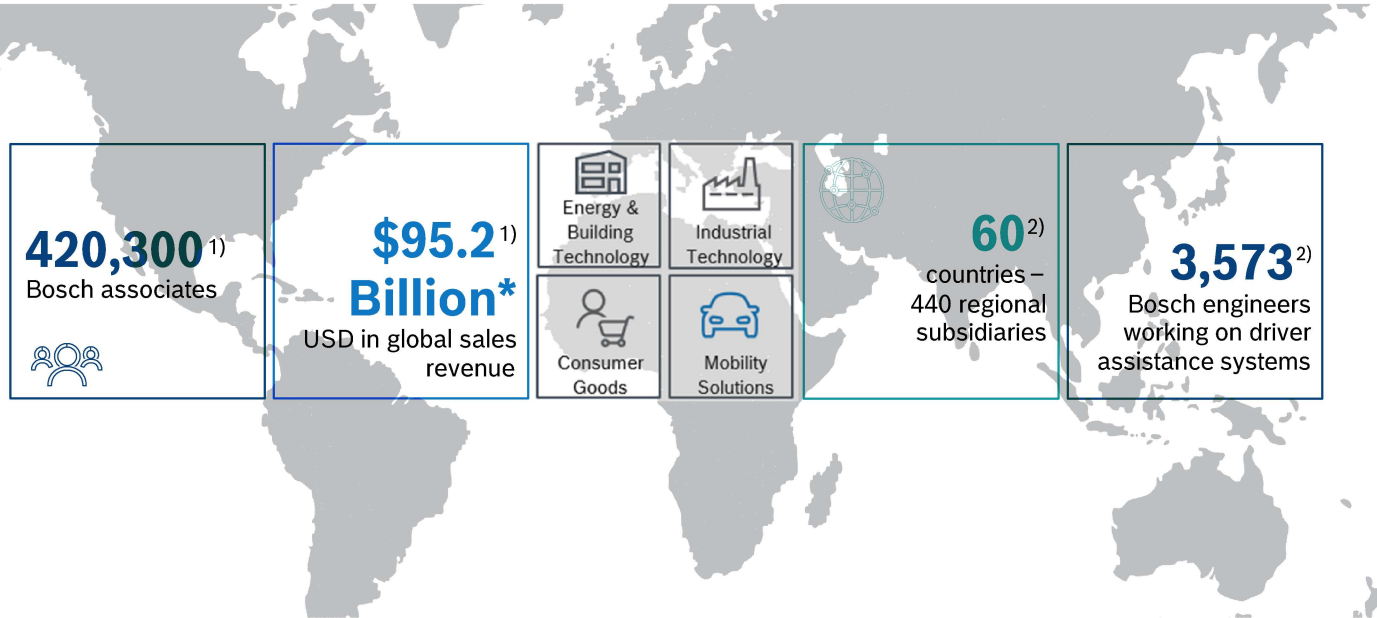 420,300 1)
Bosch associates
$95.2 1)
Billion*
USD in global sales
revenue
Energy &
Building
Technology
Industrial
Technology
Consumer
Goods
Mobility
Solutions
60 2)
countries –
440 regional
subsidiaries
3,573 2)
Bosch engineers
working on driver
assistance systems